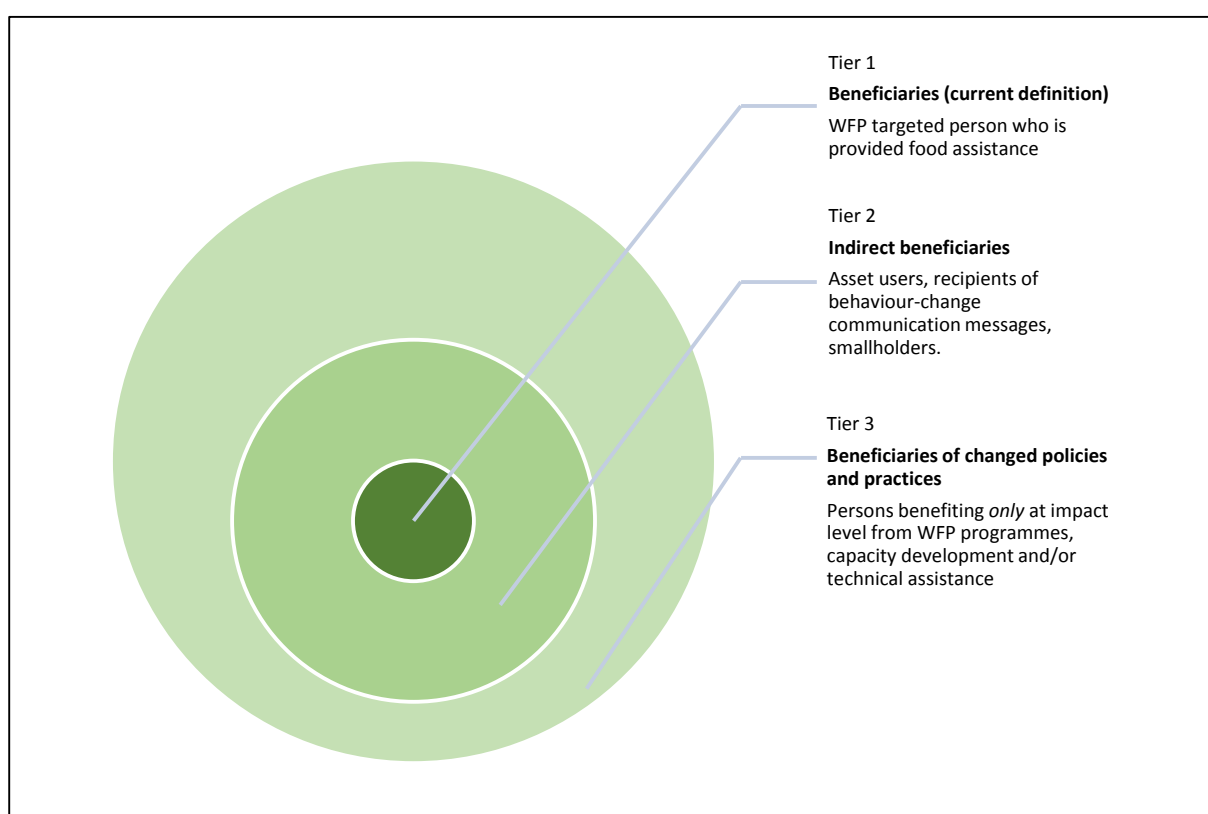 Tier 1
Beneficiaries (current definition)
WFP targeted person who is
provided food assistance
Tier 2
Indirect beneficiaries
Asset users, recipients of
behaviour-change
communication messages,
smallholders.
Tier 3
Beneficiaries of changed policies
and practices
Persons benefiting only at impact
level from WFP programmes,
capacity development and/or
technical assistance